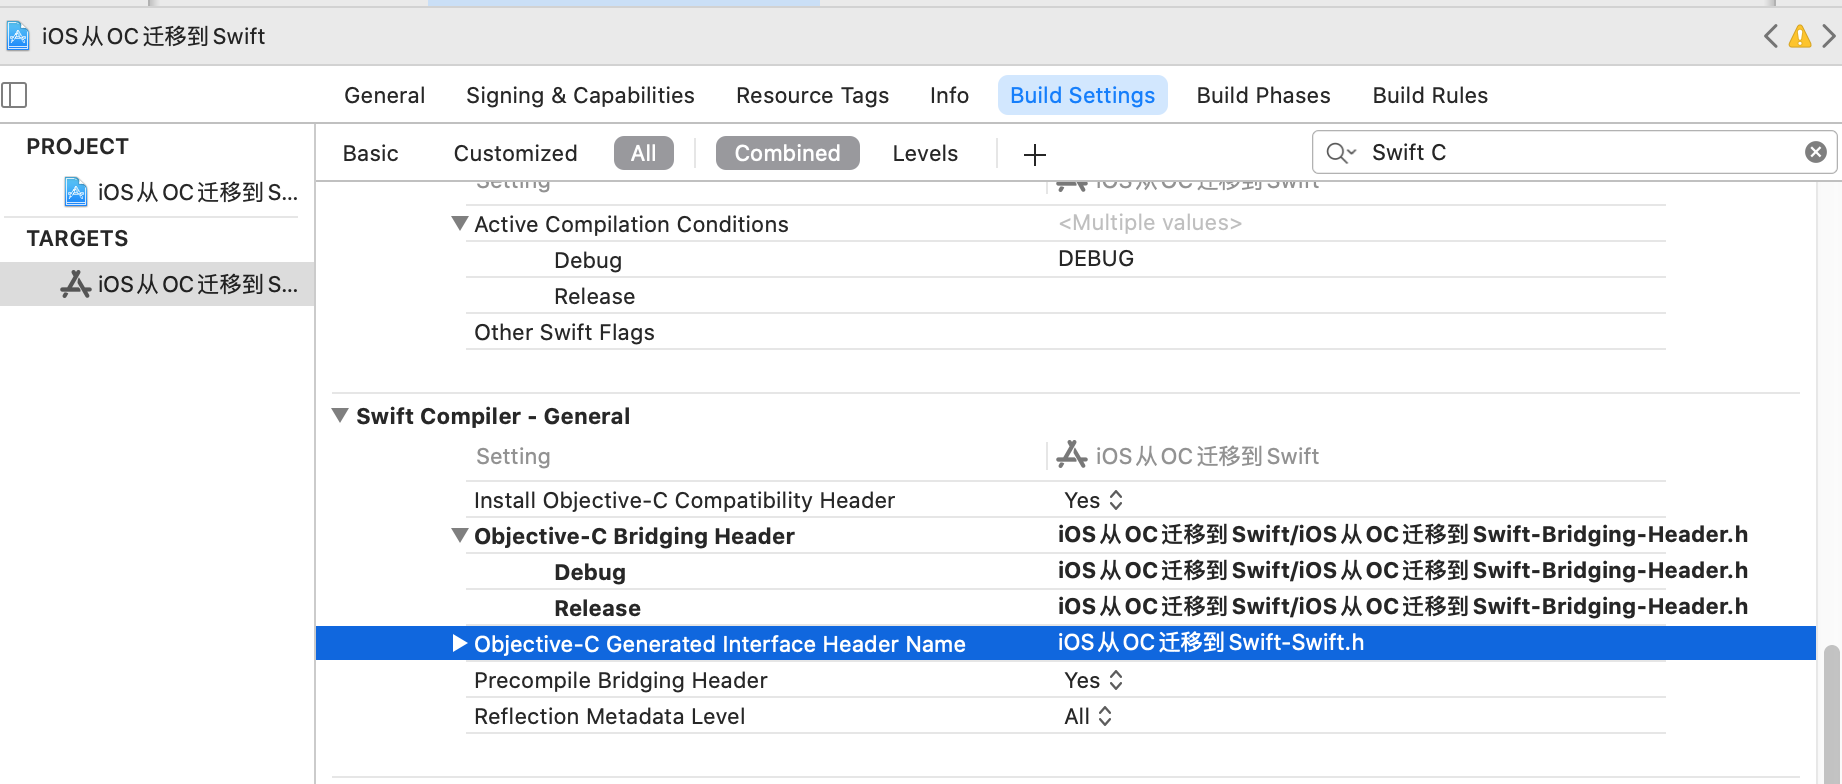 iOS从OC迁移到Swift
General Signing & Capabilities Resource Tags Info Build Settings Build Phases Build Rules
PROJECT
iOS从OC迁移到S...
TARGETS
iOS从OC迁移到S...
Basic Customized All Combined Levels Swift C
Setting iOS从OC迁移到Swift
Active Compilation Conditions <Multiple values>
Debug DEBUG
Release
Other Swift Flags
Swift Compiler - General
Setting iOS从OC迁移到Swift
Install Objective-C Compatibility Header Yes
Objective-C Bridging Header iOS从OC迁移到Swift/iOS从OC迁移到Swift-Bridging-Header.h
Debug iOS从OC迁移到Swift/iOS从OC迁移到Swift-Bridging-Header.h
Release iOS从OC迁移到Swift/iOS从OC迁移到Swift-Bridging-Header.h
Objective-C Generated Interface Header Name iOS从OC迁移到Swift-Swift.h
Precompile Bridging Header Yes
Reflection Metadata Level All